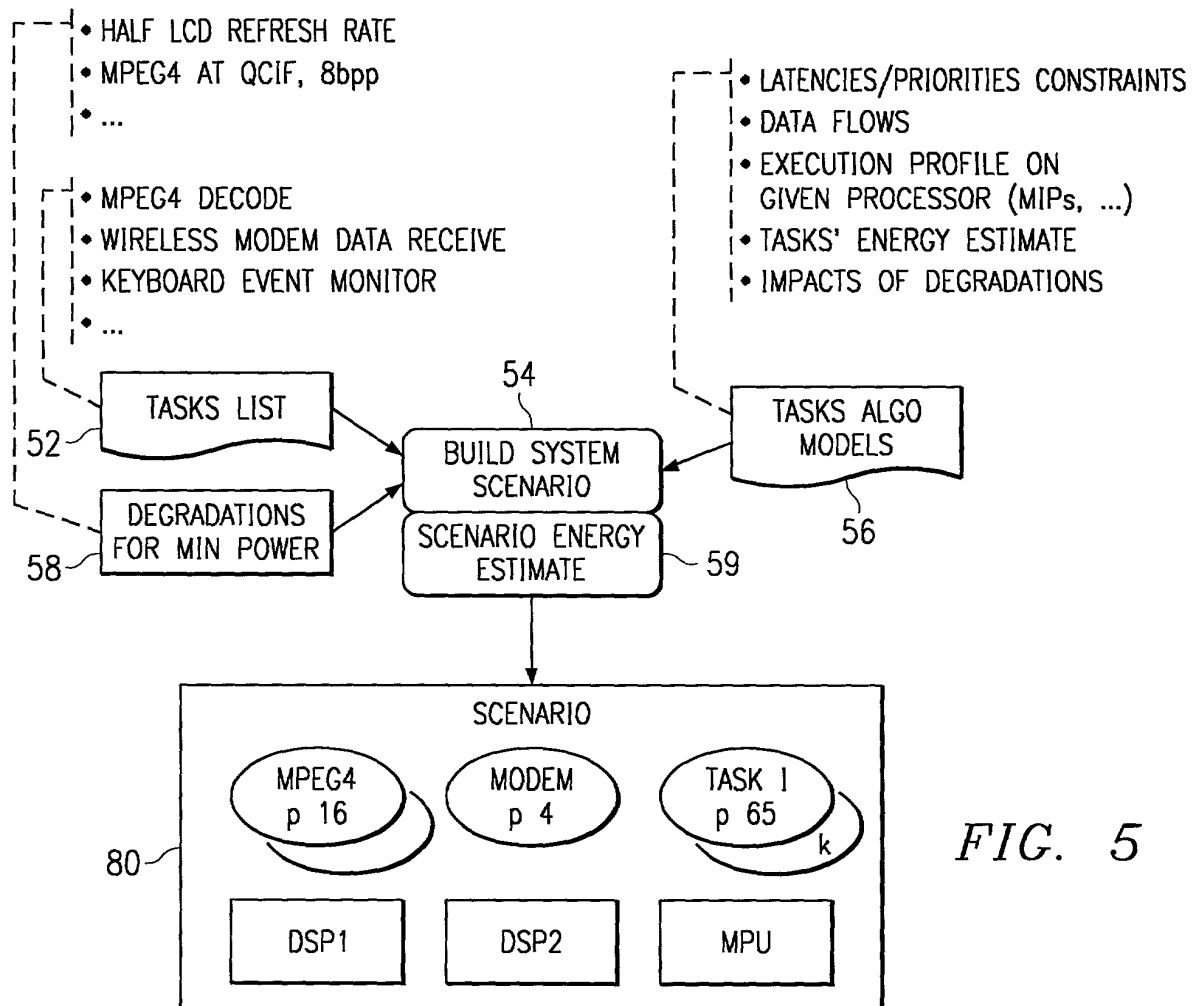 • HALF LCD REFRESH RATE
• MPEG4 AT QCIF, 8bpp
• ...
• MPEG4 DECODE
• WIRELESS MODEM DATA RECEIVE
• KEYBOARD EVENT MONITOR
• ...
• LATENCIES/PRIORITIES CONSTRAINTS
• DATA FLOWS
• EXECUTION PROFILE ON
GIVEN PROCESSOR (MIPs, ...)
• TASKS' ENERGY ESTIMATE
• IMPACTS OF DEGRADATIONS
TASKS LIST
52
DEGRADATIONS
FOR MIN POWER
58
54
BUILD SYSTEM
SCENARIO
SCENARIO ENERGY
ESTIMATE
59
TASKS ALGO
MODELS
56
SCENARIO
MPEG4
p 16
MODEM
p 4
TASK I
p 65
k
80
DSP1
DSP2
MPU
FIG. 5